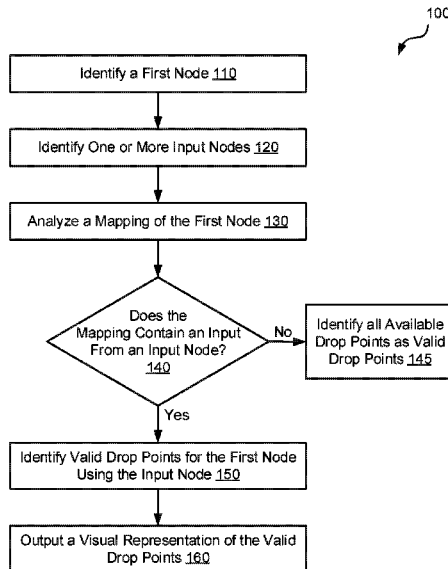 100
Identify a First Node 110
Identify One or More Input Nodes 120
Analyze a Mapping of the First Node 130
Does the
Mapping Contain an Input
From an Input Node?
140
No
Identify all Available
Drop Points as Valid
Drop Points 145
Yes
Identify Valid Drop Points for the First Node
Using the Input Node 150
Output a Visual Representation of the Valid
Drop Points 160